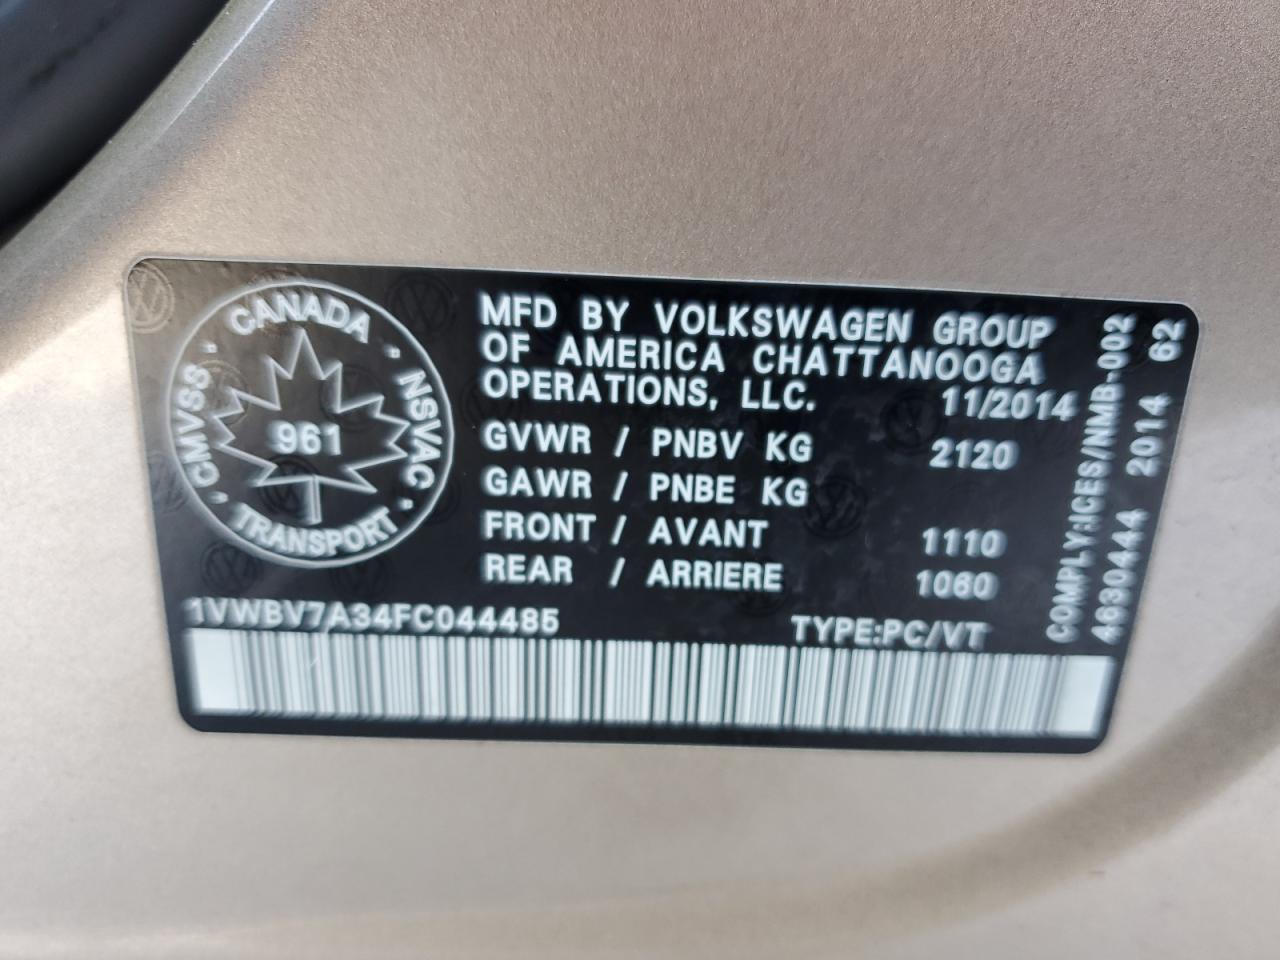 CANADA
961
CMVSS · NSVAC
TRANSPORT
MFD BY VOLKSWAGEN GROUP
OF AMERICA CHATTANOOGA
OPERATIONS, LLC. 11/2014
GVWR / PNBV KG 2120
GAWR / PNBE KG
FRONT / AVANT 1110
REAR / ARRIERE 1060
1VWBV7A34FC044485 TYPE:PC/VT
COMPLY:ICES/NMB-002
4630444 2014 62